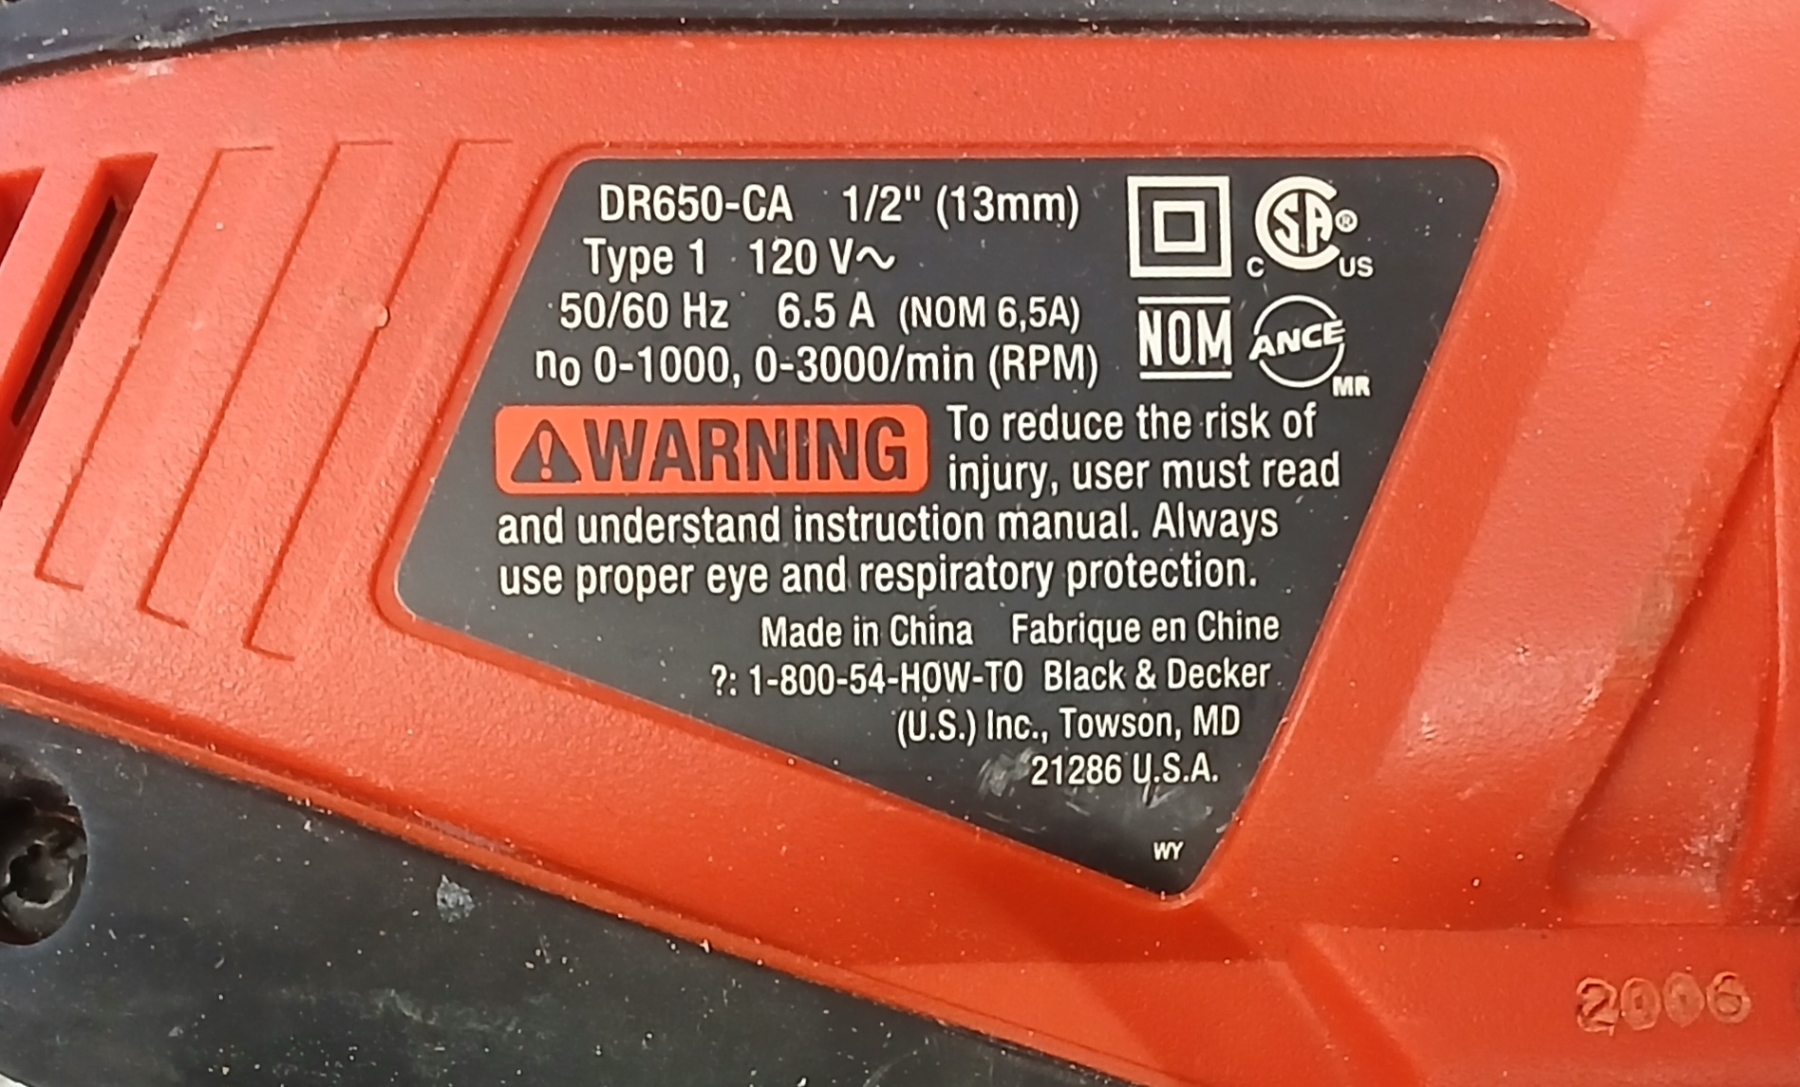 DR650-CA 1/2" (13mm)
Type 1 120 V~
50/60 Hz 6.5 A (NOM 6,5A)
no 0-1000, 0-3000/min (RPM)
C SA® US
NOM ANCE MR
WARNING To reduce the risk of
injury, user must read
and understand instruction manual. Always
use proper eye and respiratory protection.
Made in China Fabrique en Chine
?: 1-800-54-HOW-TO Black & Decker
(U.S.) Inc., Towson, MD
21286 U.S.A.
WY
2006